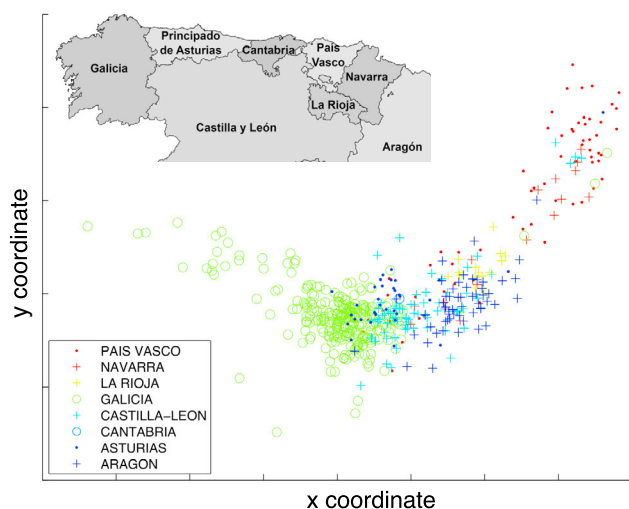 Principado
de Asturias
Cantabria
País
Vasco
Galicia
Navarra
La Rioja
Castilla y León
Aragón
y coordinate
PAIS VASCO
NAVARRA
LA RIOJA
GALICIA
CASTILLA-LEON
CANTABRIA
ASTURIAS
ARAGON
x coordinate